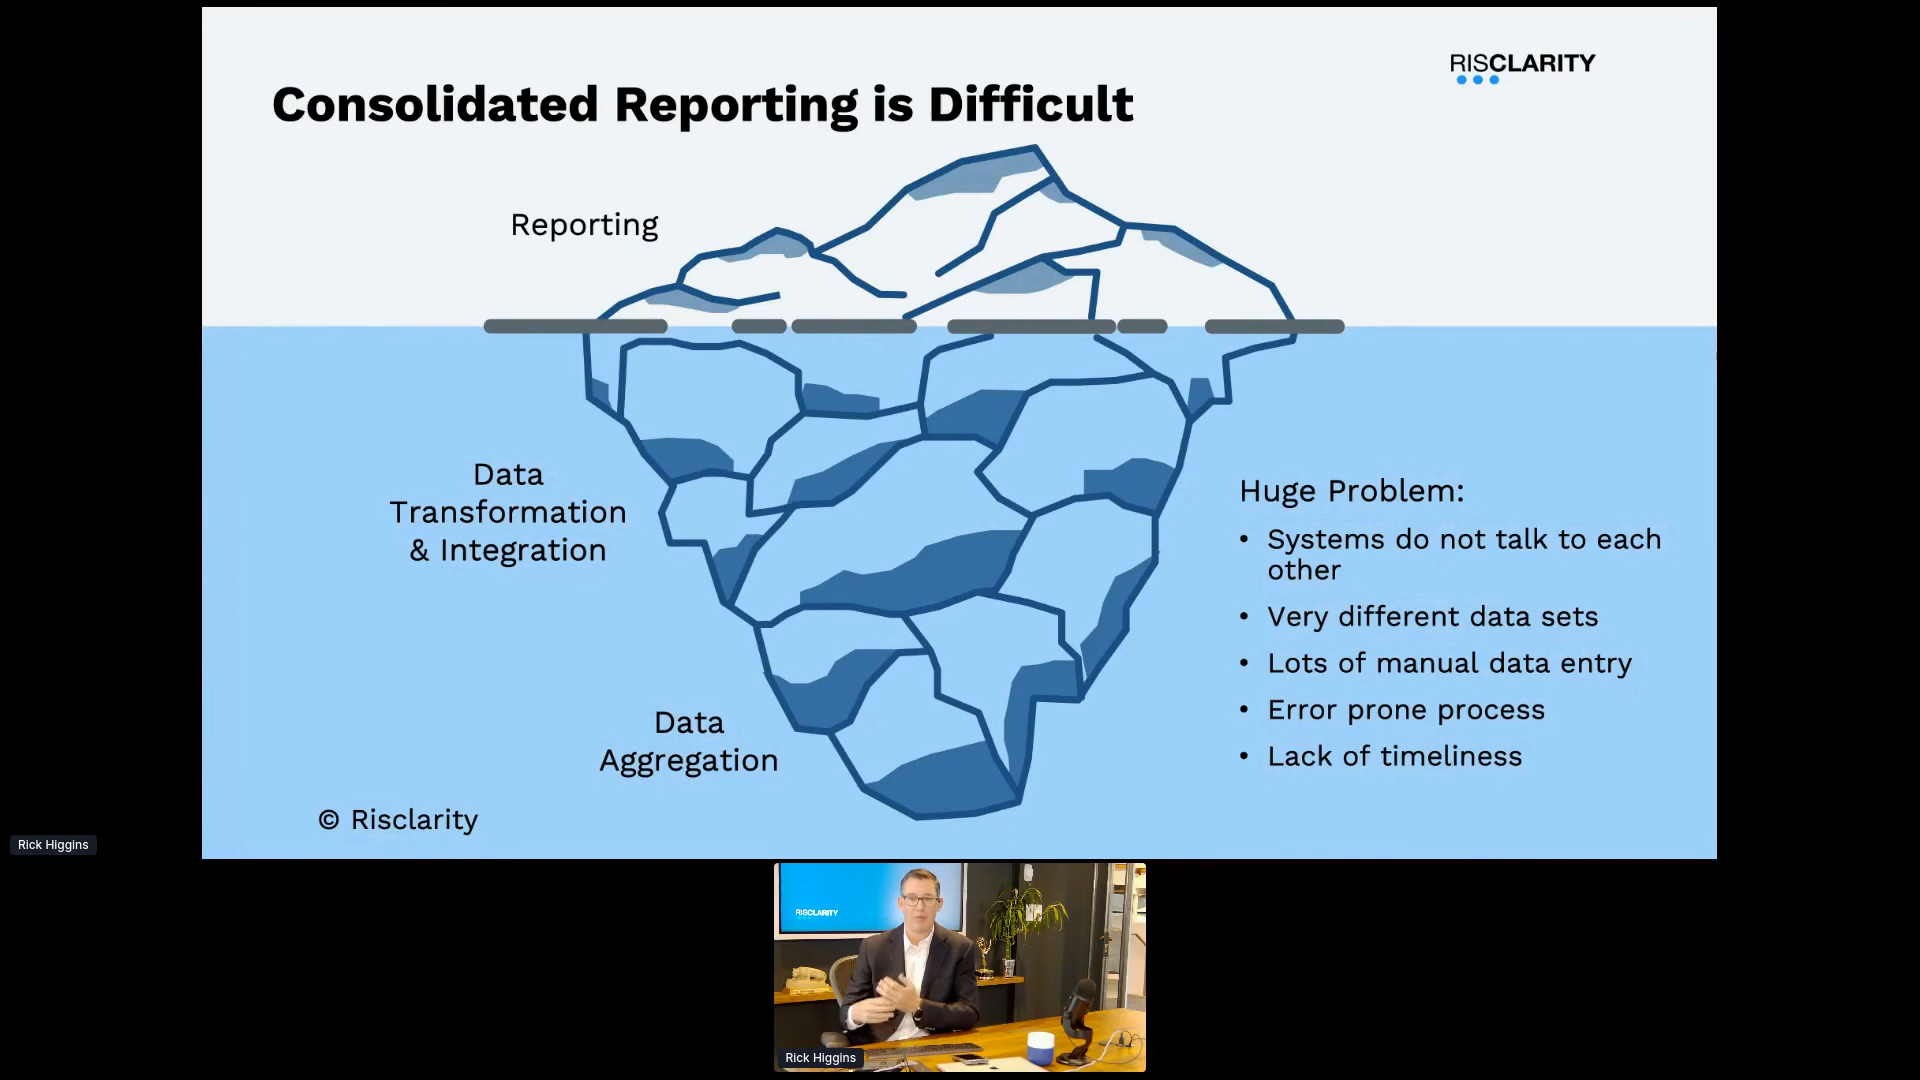 RISCLARITY
Consolidated Reporting is Difficult
Reporting
Data
Transformation
& Integration
Huge Problem:
• Systems do not talk to each
other
• Very different data sets
• Lots of manual data entry
• Error prone process
• Lack of timeliness
Data
Aggregation
© Risclarity
Rick Higgins
RISCLARITY
Rick Higgins